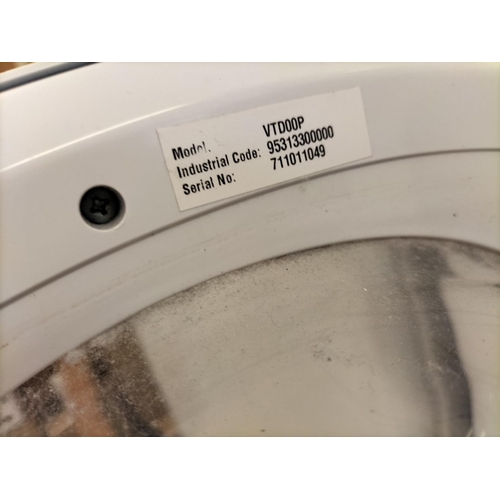 Model: VTD00P
Industrial Code: 95313300000
Serial No: 711011049